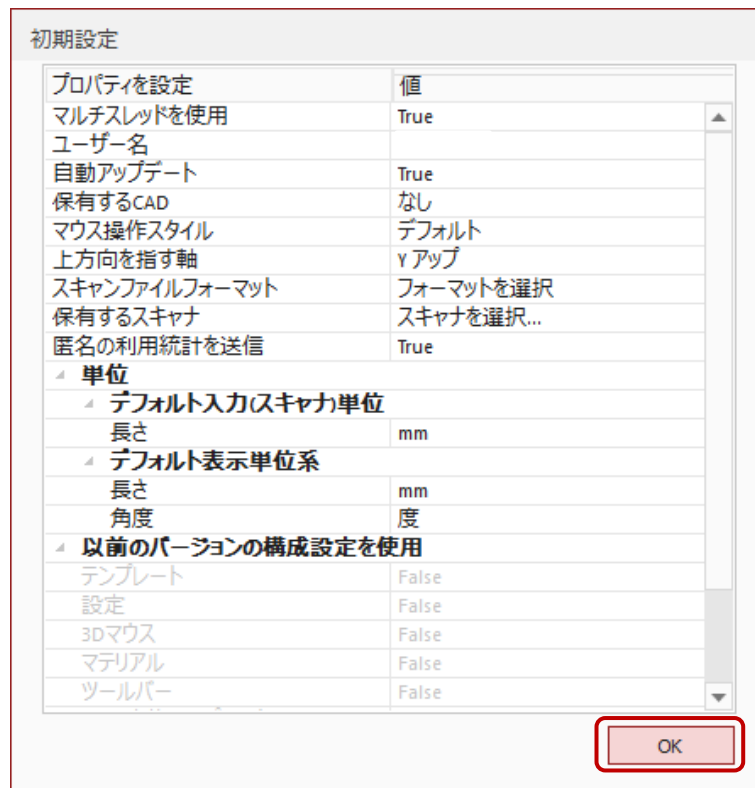 初期設定
プロパティを設定 値
マルチスレッドを使用 True
ユーザー名
自動アップデート True
保有するCAD なし
マウス操作スタイル デフォルト
上方向を指す軸 Y アップ
スキャンファイルフォーマット フォーマットを選択
保有するスキャナ スキャナを選択...
匿名の利用統計を送信 True
単位
デフォルト入力(スキャナ)単位
長さ mm
デフォルト表示単位系
長さ mm
角度 度
以前のバージョンの構成設定を使用
テンプレート False
設定 False
3Dマウス False
マテリアル False
ツールバー False
OK